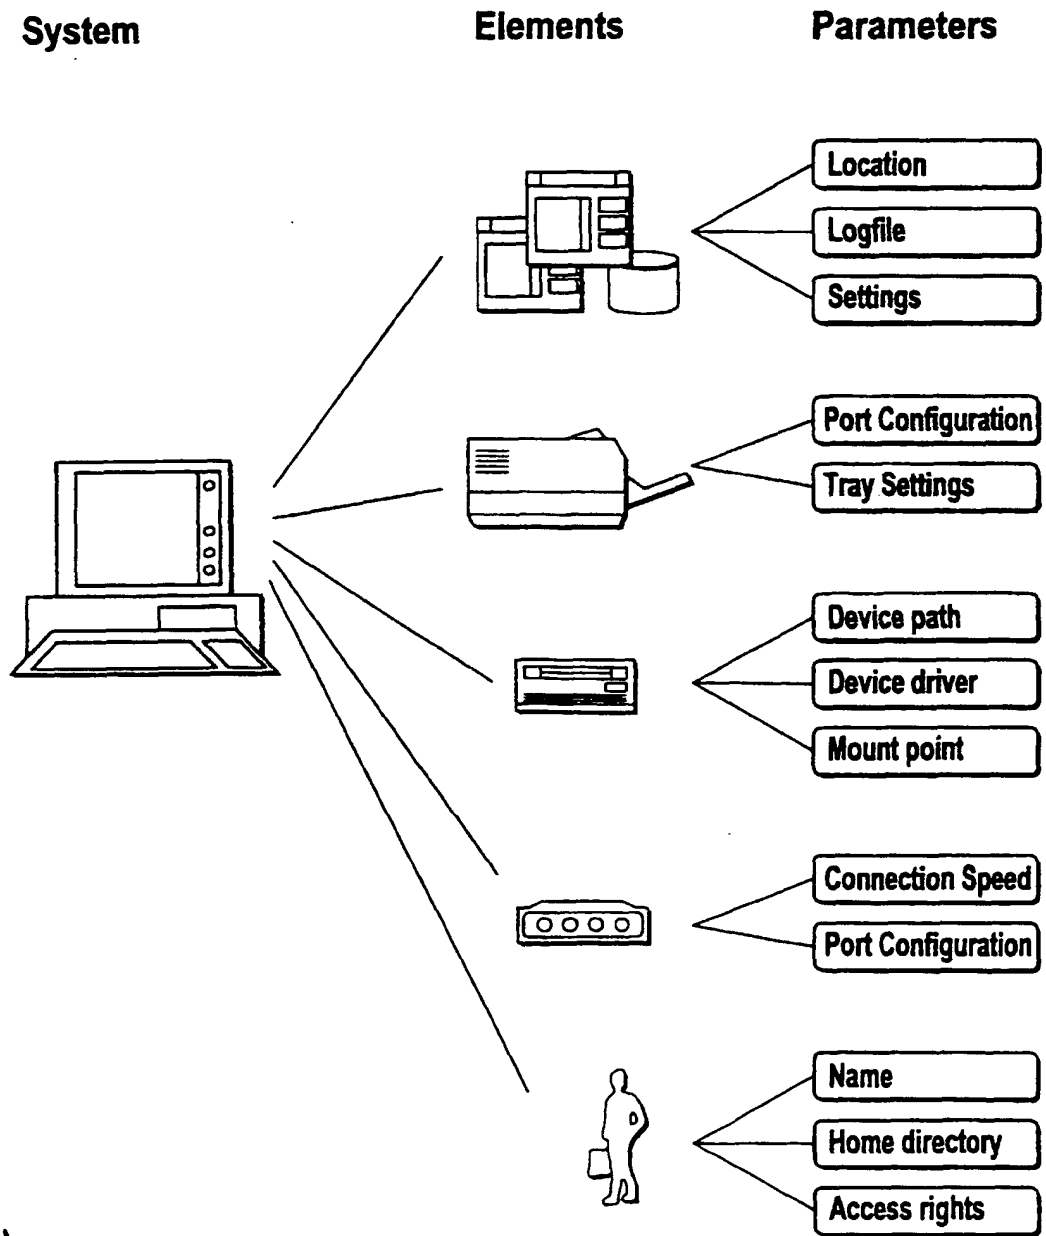 System Elements Parameters
Location
Logfile
Settings
Port Configuration
Tray Settings
Device path
Device driver
Mount point
Connection Speed
Port Configuration
Name
Home directory
Access rights